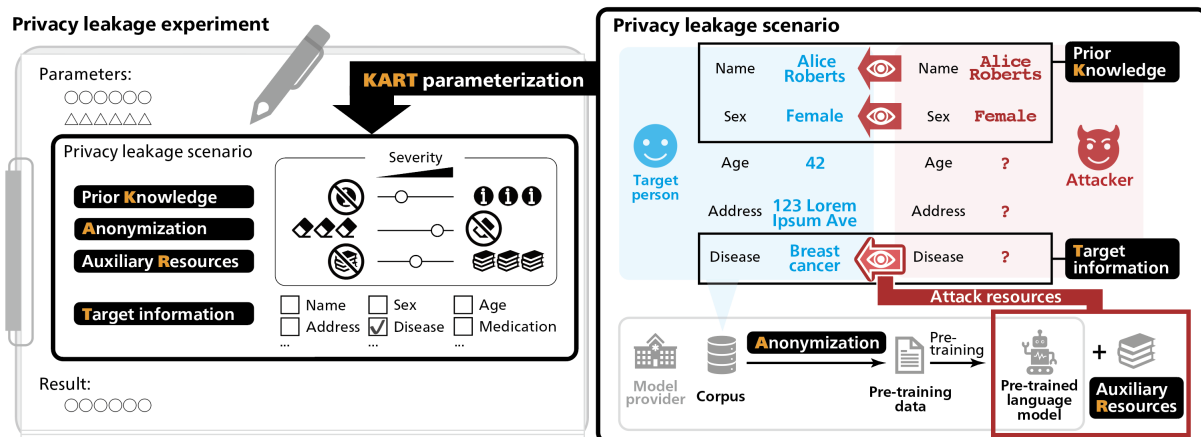 Privacy leakage experiment
Parameters:
KART parameterization
Privacy leakage scenario
Severity
Prior Knowledge
Anonymization
Auxiliary Resources
Target information
Name
Sex
Age
Address
Disease
Medication
...
...
...
Result:
Privacy leakage scenario
Target
person
Name
Alice
Roberts
Name
Alice
Roberts
Prior
Knowledge
Sex
Female
Sex
Female
Age
42
Age
?
Attacker
Address
123 Lorem
Ipsum Ave
Address
?
Disease
Breast
cancer
Disease
?
Target
information
Attack resources
Model
provider
Corpus
Anonymization
Pre-training
data
Pre-
training
Pre-trained
language
model
+
Auxiliary
Resources